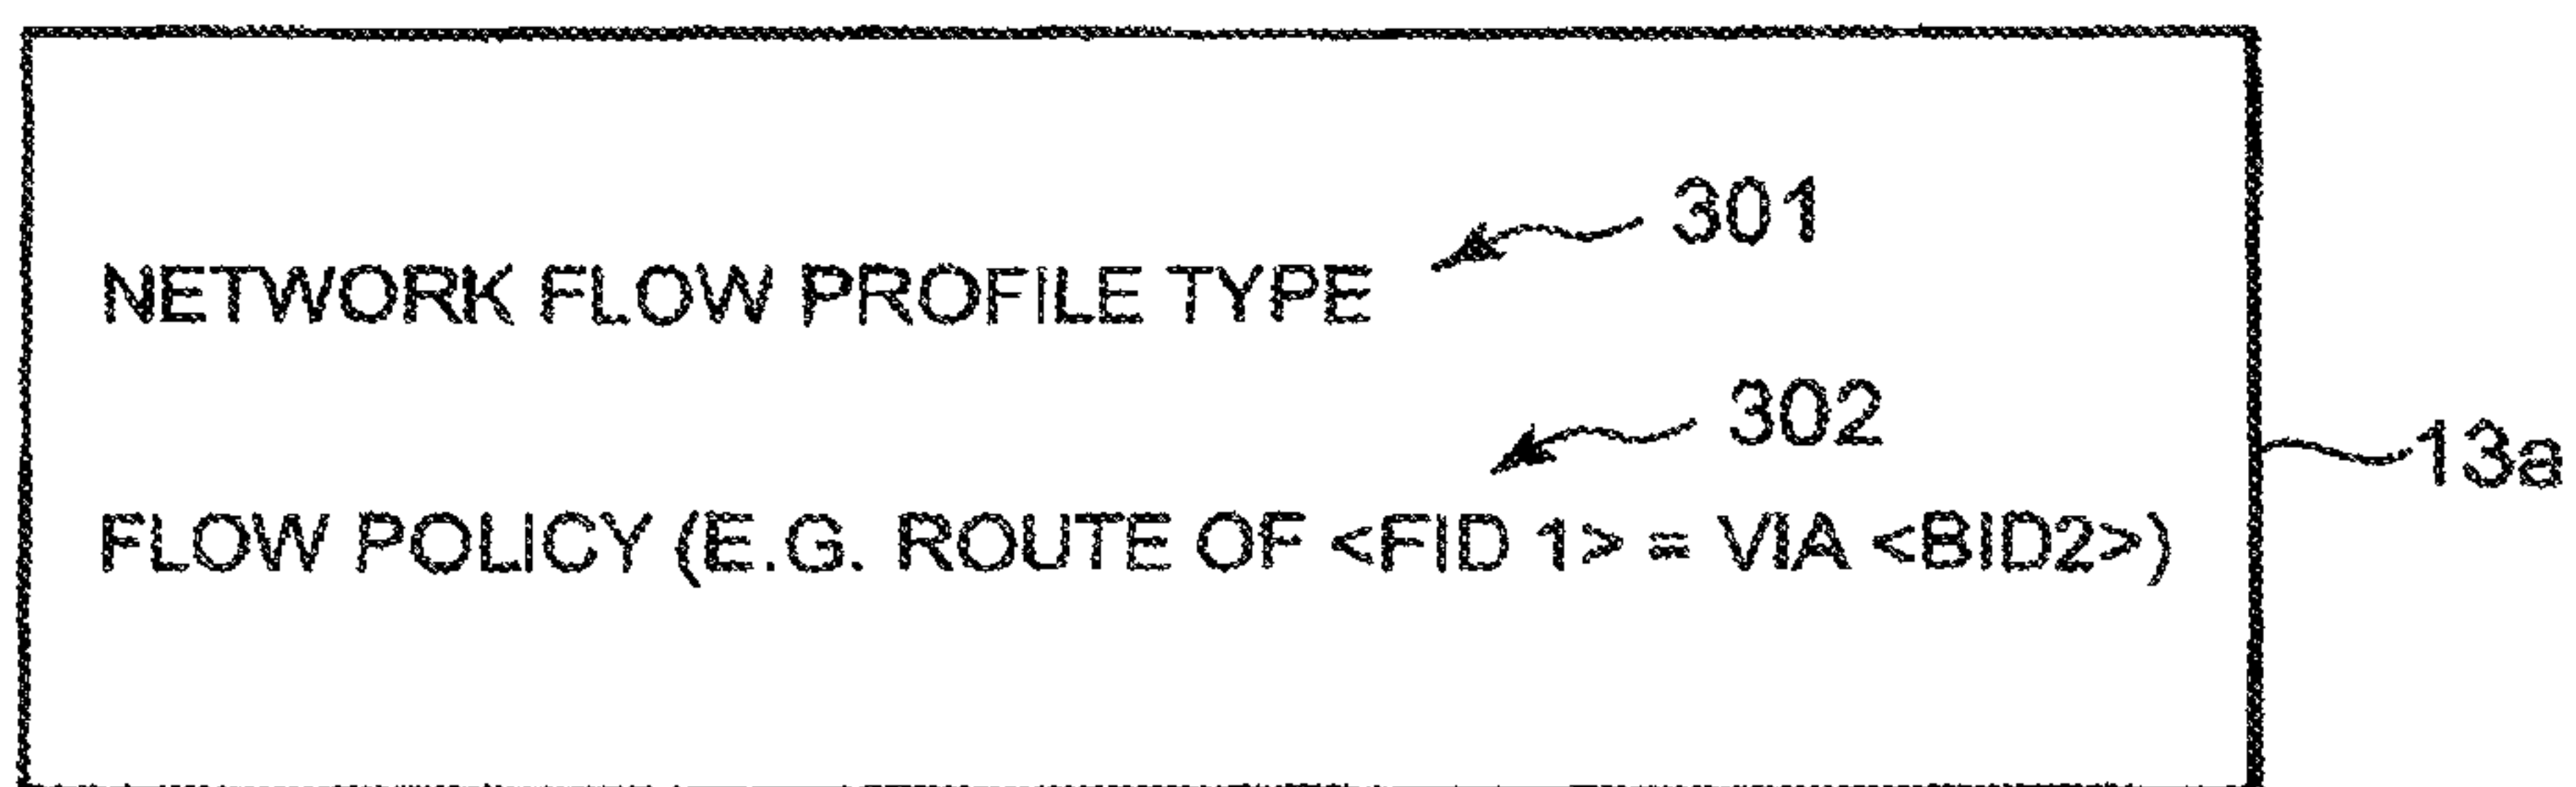 301
NETWORK FLOW PROFILE TYPE
302
13a
FLOW POLICY (E.G. ROUTE OF <FID 1> = VIA <BID2>)